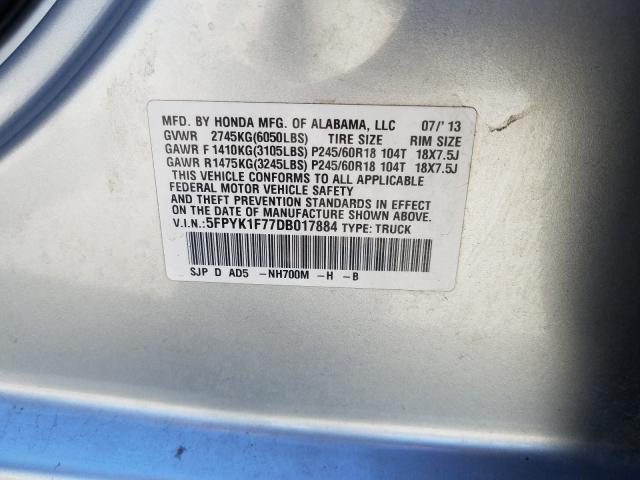 MFD. BY HONDA MFG. OF ALABAMA, LLC 07/'13
GVWR 2745KG(6050LBS) TIRE SIZE RIM SIZE
GAWR F 1410KG(3105LBS) P245/60R18 104T 18X7.5J
GAWR R1475KG(3245LBS) P245/60R18 104T 18X7.5J
THIS VEHICLE CONFORMS TO ALL APPLICABLE
FEDERAL MOTOR VEHICLE SAFETY
AND THEFT PREVENTION STANDARDS IN EFFECT
ON THE DATE OF MANUFACTURE SHOWN ABOVE.
V.I.N.:5FPYK1F77DB017884 TYPE: TRUCK
SJP D AD5 -NH700M -H -B